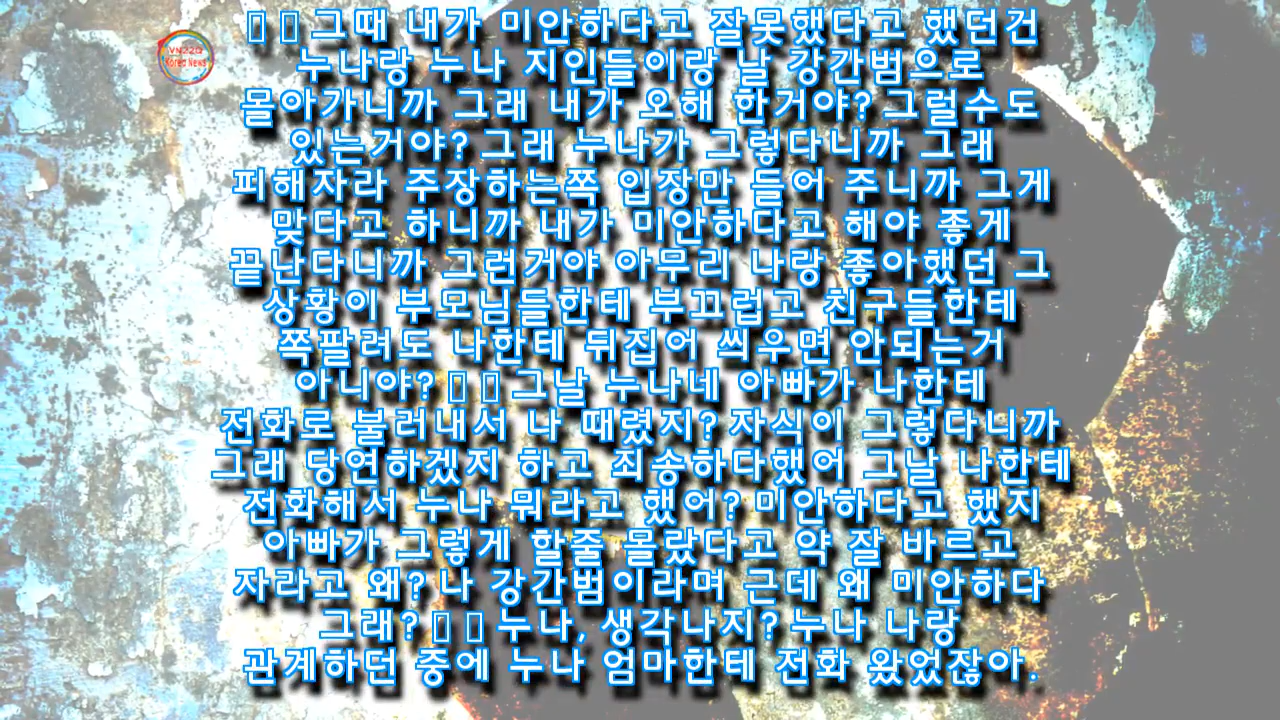 VN22D
Korea News
그때 내가 미안하다고 잘못했다고 했던건
누나랑 누나 지인들이랑 날 강간범으로
몰아가니까 그래 내가 오해 한거야? 그럴수도
있는거야? 그래 누나가 그렇다니까 그래
피해자라 주장하는쪽 입장만 들어 주니까 그게
맞다고 하니까 내가 미안하다고 해야 좋게
끝난다니까 그런거야 아무리 나랑 좋아했던 그
상황이 부모님들한테 부끄럽고 친구들한테
쪽팔려도 나한테 뒤집어 씌우면 안되는거
아니야? 그날 누나네 아빠가 나한테
전화로 불러내서 나 때렸지? 자식이 그렇다니까
그래 당연하겠지 하고 죄송하다했어 그날 나한테
전화해서 누나 뭐라고 했어? 미안하다고 했지
아빠가 그렇게 할줄 몰랐다고 약 잘 바르고
자라고 왜? 나 강간범이라며 근데 왜 미안하다
그래? 누나, 생각나지? 누나 나랑
관계하던 중에 누나 엄마한테 전화 왔었잖아.